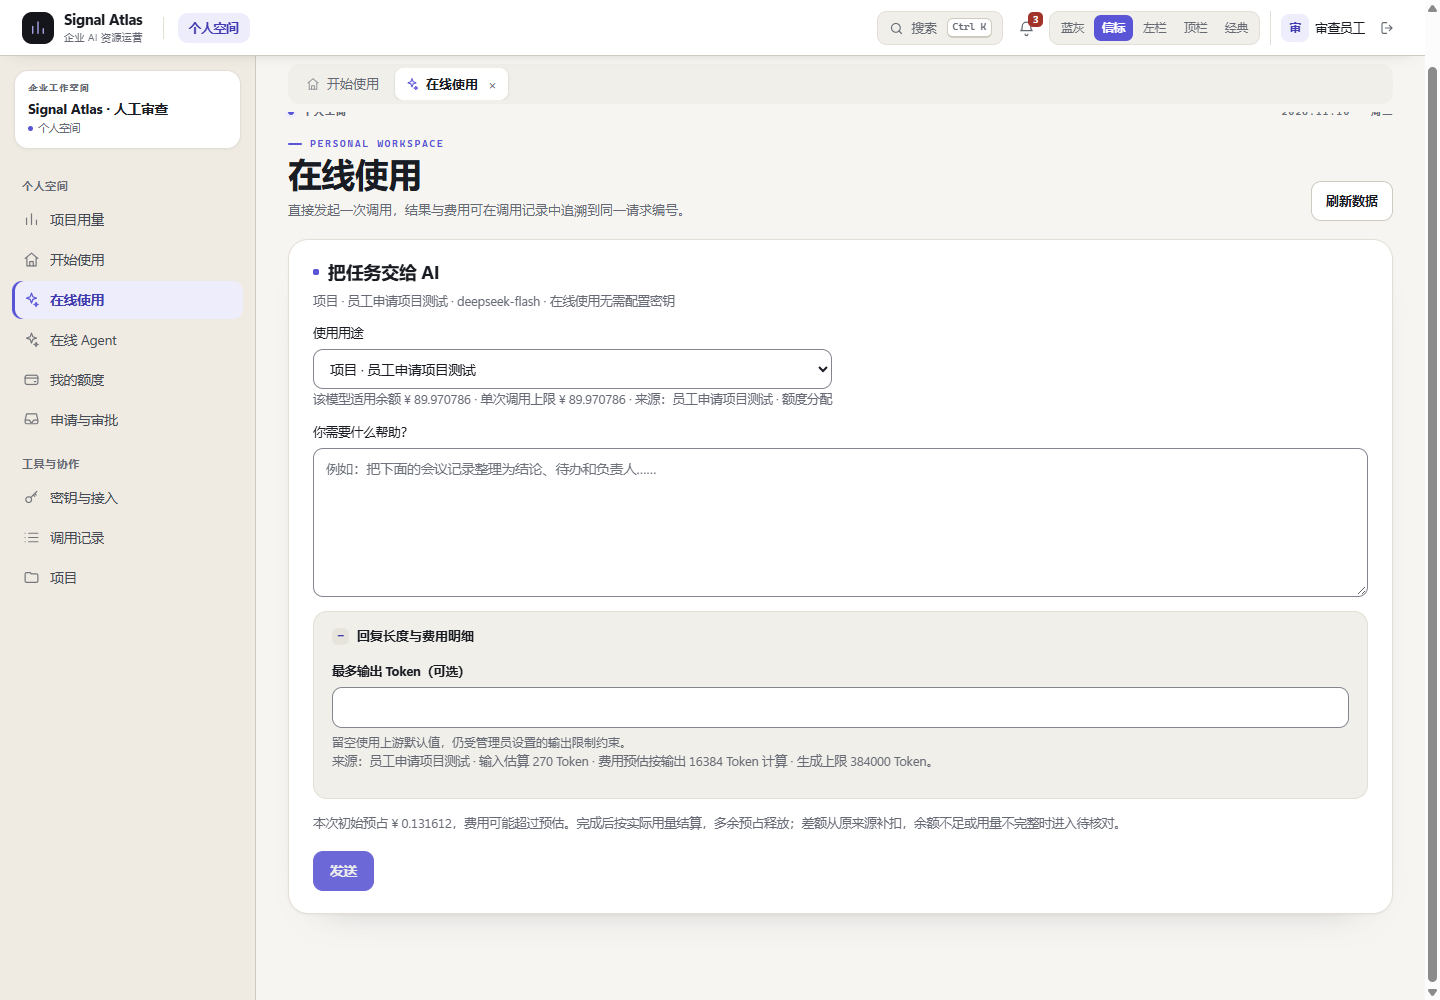 Signal Atlas
企业 AI 资源运营
个人空间
搜索 Ctrl K
3
蓝灰 信标 左栏 顶栏 经典
审 审查员工
企业工作空间
Signal Atlas · 人工审查
个人空间
个人空间
项目用量
开始使用
在线使用
在线 Agent
我的额度
申请与审批
工具与协作
密钥与接入
调用记录
项目
开始使用
在线使用 ×
个人空间
PERSONAL WORKSPACE
在线使用
直接发起一次调用，结果与费用可在调用记录中追溯到同一请求编号。
刷新数据
把任务交给 AI
项目 · 员工申请项目测试 · deepseek-flash · 在线使用无需配置密钥
使用用途
项目 · 员工申请项目测试
该模型适用余额 ¥ 89.970786 · 单次调用上限 ¥ 89.970786 · 来源：员工申请项目测试 · 额度分配
你需要什么帮助？
例如：把下面的会议记录整理为结论、待办和负责人……
− 回复长度与费用明细
最多输出 Token（可选）
留空使用上游默认值，仍受管理员设置的输出限制约束。
来源：员工申请项目测试 · 输入估算 270 Token · 费用预估按输出 16384 Token 计算 · 生成上限 384000 Token。
本次初始预占 ¥ 0.131612，费用可能超过预估。完成后按实际用量结算，多余预占释放；差额从原来源补扣，余额不足或用量不完整时进入待核对。
发送